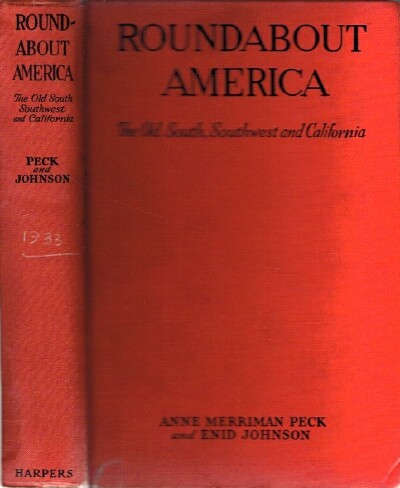 ROUND-
ABOUT
AMERICA
The Old South
Southwest
and California
PECK
and
JOHNSON
1933
HARPERS
ROUNDABOUT
AMERICA
The Old South, Southwest and California
ANNE MERRIMAN PECK
and ENID JOHNSON